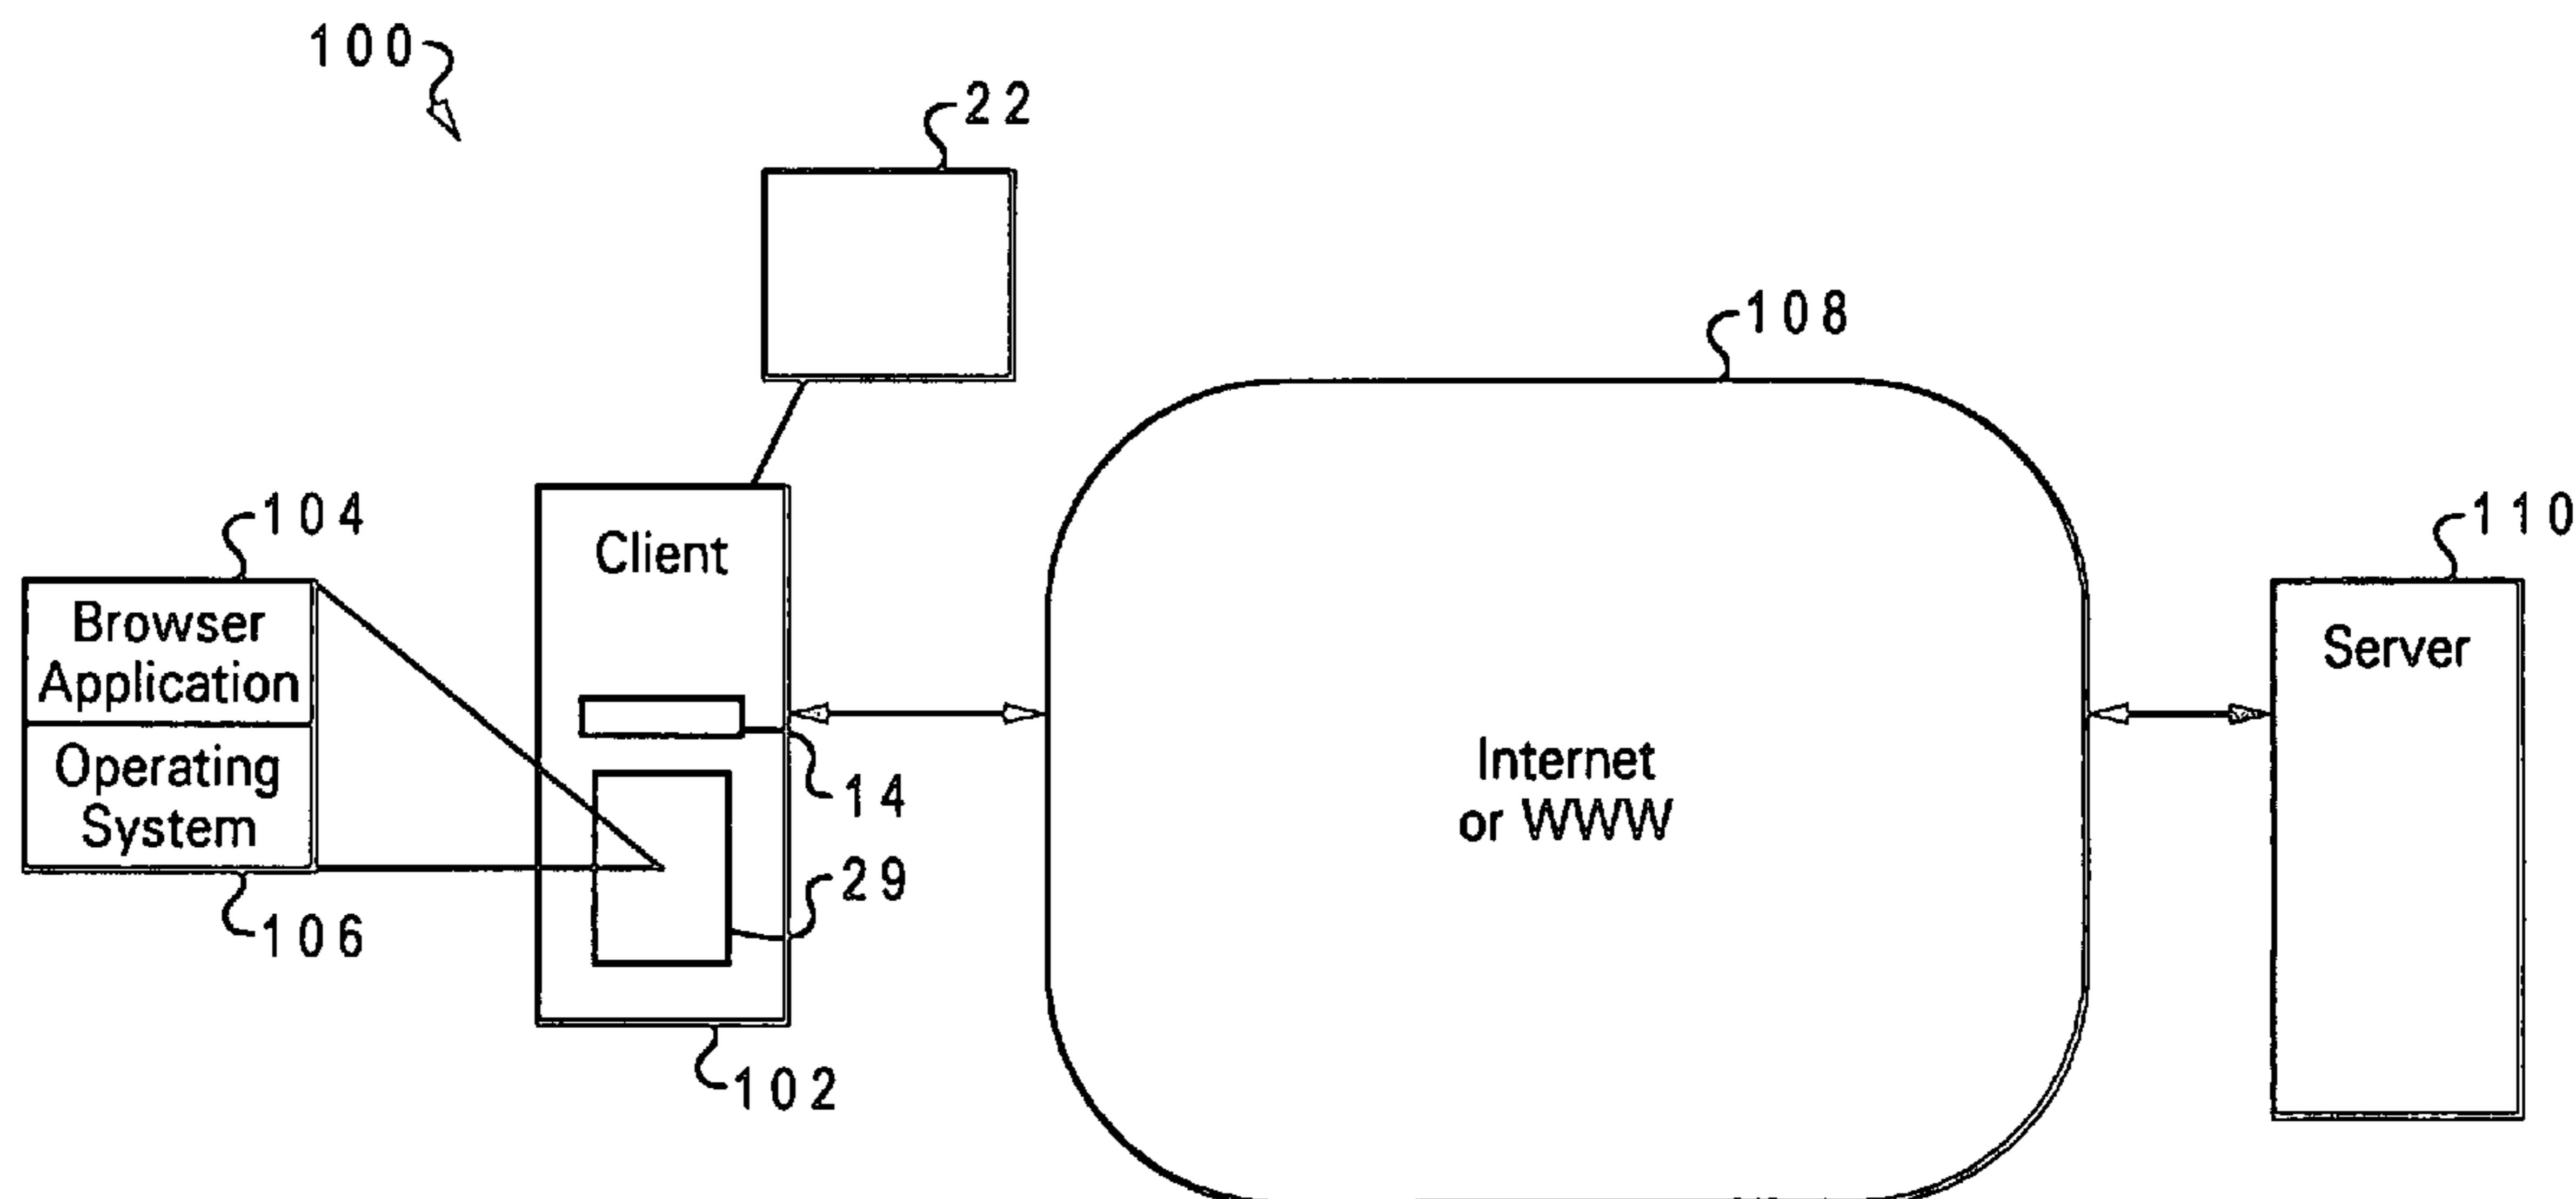 100
22
108
104
Client
110
Browser
Application
Server
Operating
System
Internet
or WWW
14
29
106
102